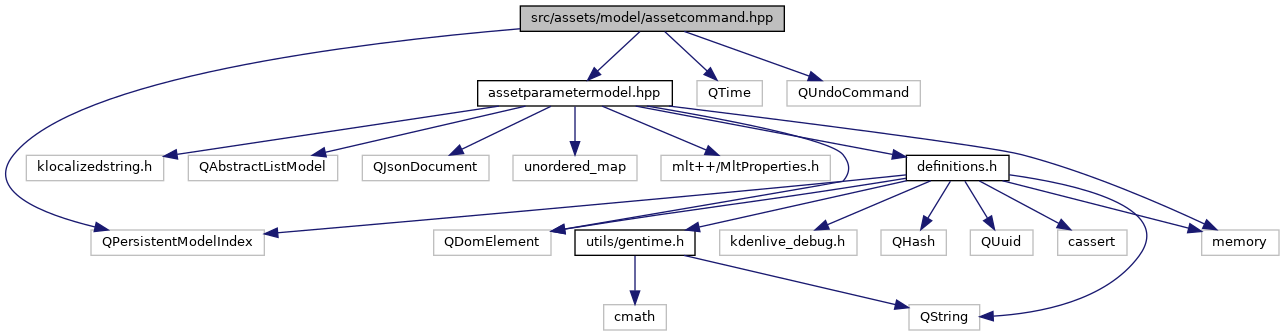 src/assets/model/assetcommand.hpp
assetparametermodel.hpp
QTime
QUndoCommand
klocalizedstring.h
QAbstractListModel
QJsonDocument
unordered_map
mlt++/MltProperties.h
definitions.h
QPersistentModelIndex
QDomElement
utils/gentime.h
kdenlive_debug.h
QHash
QUuid
cassert
memory
cmath
QString